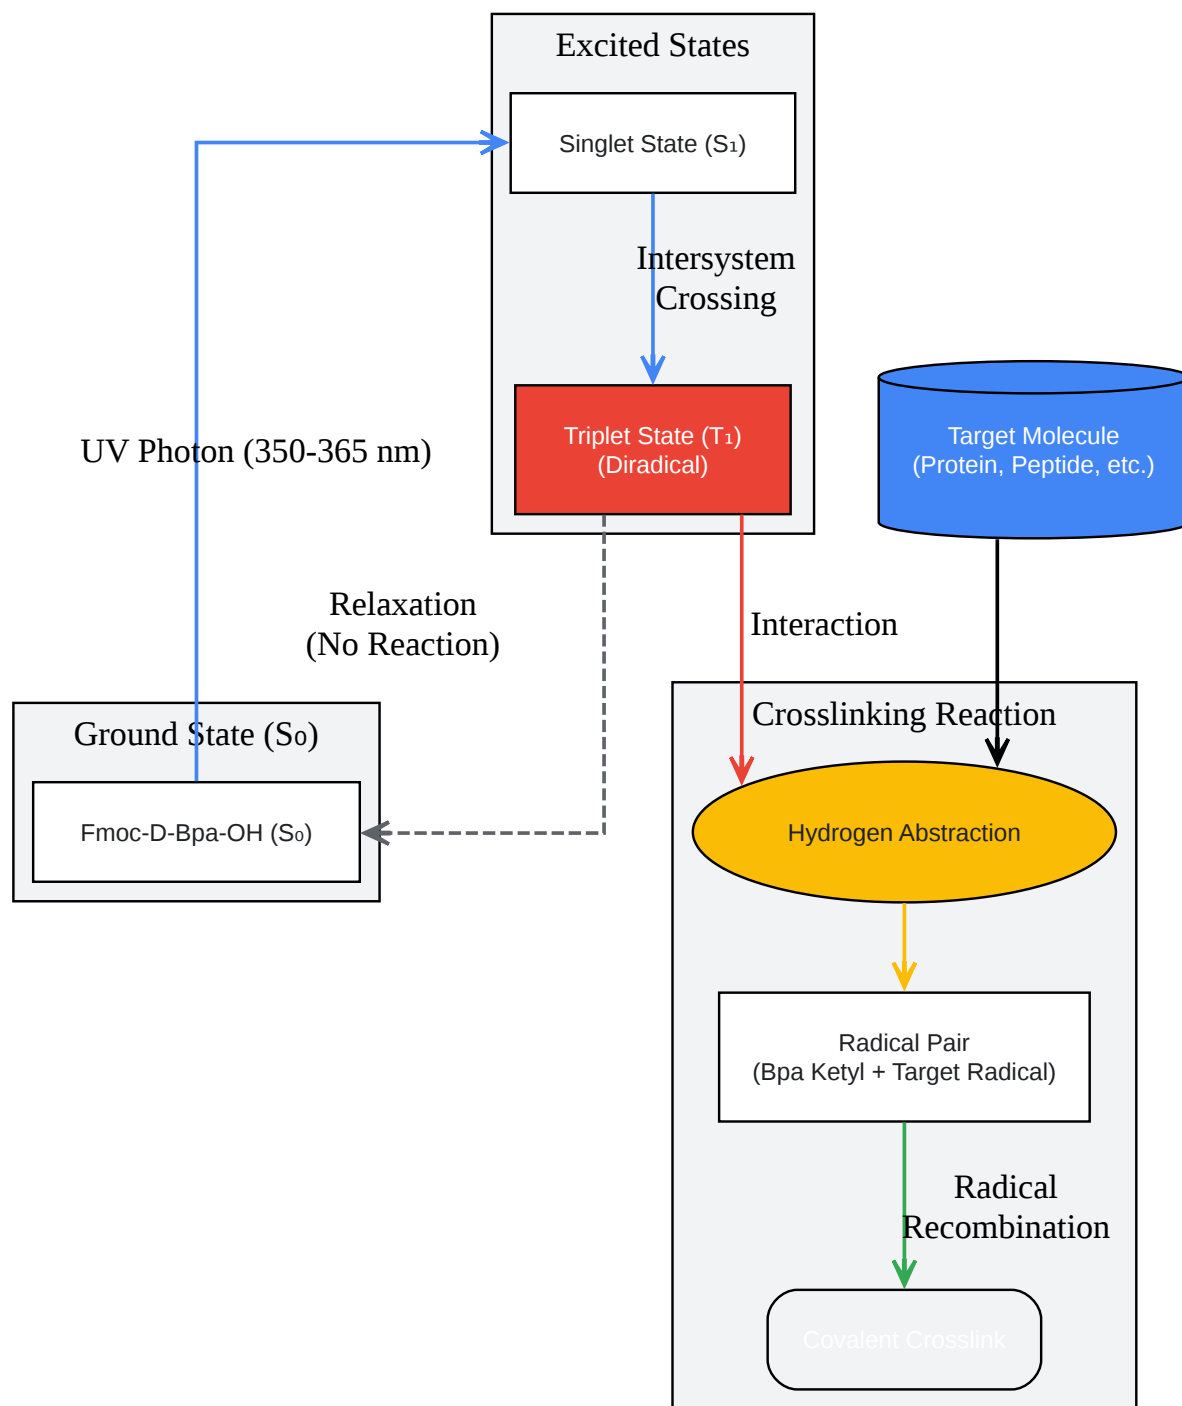 Excited States
Singlet State (S₁)
Intersystem
Crossing
Triplet State (T₁)
(Diradical)
Target Molecule
(Protein, Peptide, etc.)
UV Photon (350-365 nm)
Relaxation
(No Reaction)
Interaction
Ground State (S₀)
Fmoc-D-Bpa-OH (S₀)
Crosslinking Reaction
Hydrogen Abstraction
Radical Pair
(Bpa Ketyl + Target Radical)
Radical
Recombination
Covalent Crosslink